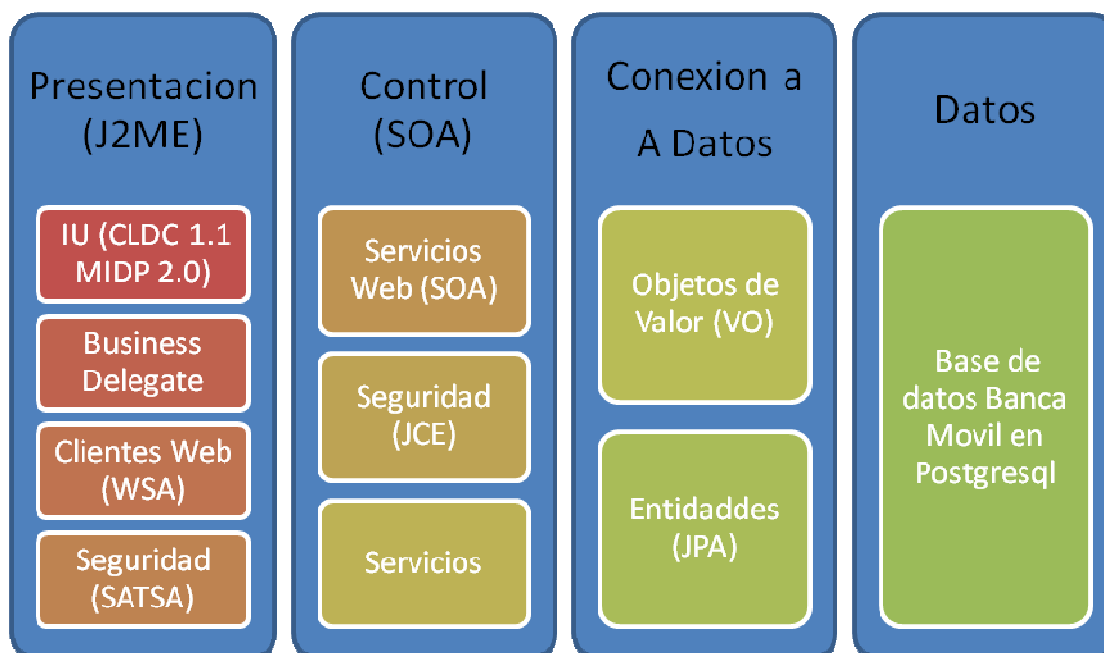 Presentacion
(J2ME)
IU (CLDC 1.1
MIDP 2.0)
Business
Delegate
Clientes Web
(WSA)
Seguridad
(SATSA)
Control
(SOA)
Servicios
Web (SOA)
Seguridad
(JCE)
Servicios
Conexion a
A Datos
Objetos de
Valor (VO)
Entidaddes
(JPA)
Datos
Base de
datos Banca
Movil en
Postgresql